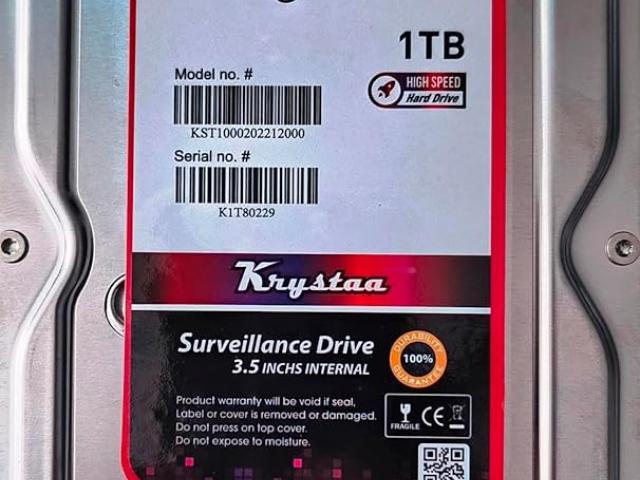 1TB
HIGH SPEED
Hard Drive
Model no. #
KST1000202212000
Serial no. #
K1T80229
Krystaa
Surveillance Drive
3.5 INCHS INTERNAL
DURABILITY
100%
GUARANTEE
Product warranty will be void if seal,
Label or cover is removed or damaged.
Do not press on top cover.
Do not expose to moisture.
FRAGILE
CE